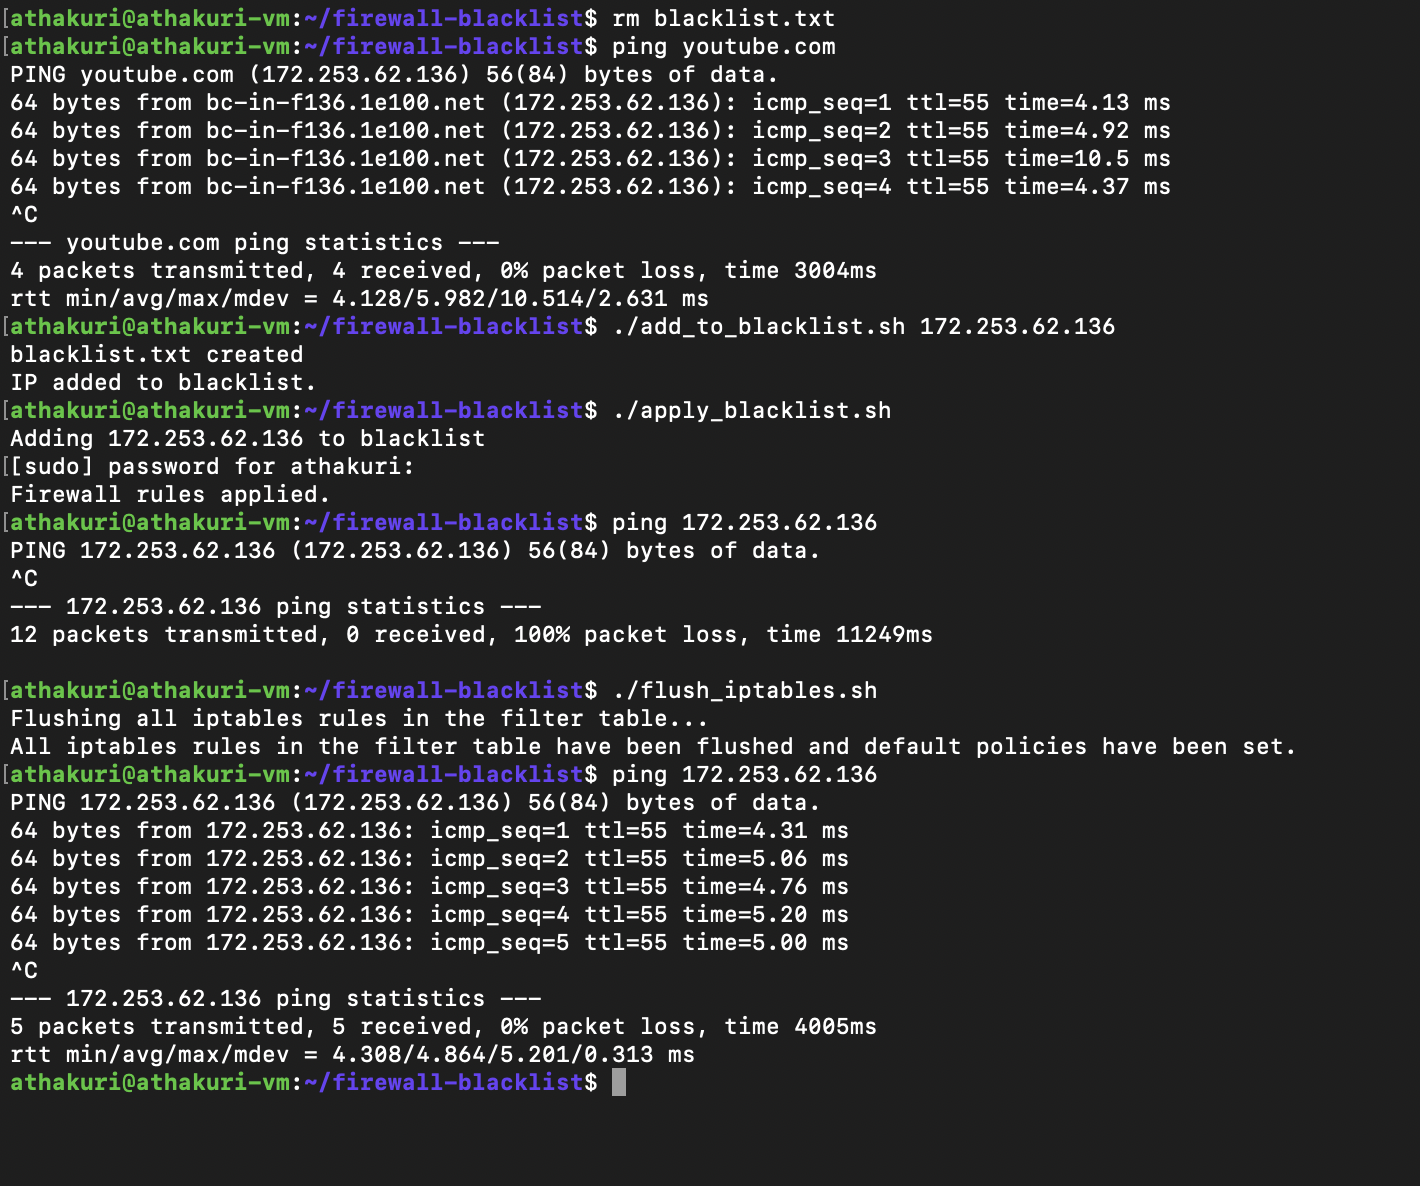 [athakuri@athakuri-vm:~/firewall-blacklist$ rm blacklist.txt
[athakuri@athakuri-vm:~/firewall-blacklist$ ping youtube.com
PING youtube.com (172.253.62.136) 56(84) bytes of data.
64 bytes from bc-in-f136.1e100.net (172.253.62.136): icmp_seq=1 ttl=55 time=4.13 ms
64 bytes from bc-in-f136.1e100.net (172.253.62.136): icmp_seq=2 ttl=55 time=4.92 ms
64 bytes from bc-in-f136.1e100.net (172.253.62.136): icmp_seq=3 ttl=55 time=10.5 ms
64 bytes from bc-in-f136.1e100.net (172.253.62.136): icmp_seq=4 ttl=55 time=4.37 ms
^C
--- youtube.com ping statistics ---
4 packets transmitted, 4 received, 0% packet loss, time 3004ms
rtt min/avg/max/mdev = 4.128/5.982/10.514/2.631 ms
[athakuri@athakuri-vm:~/firewall-blacklist$ ./add_to_blacklist.sh 172.253.62.136
blacklist.txt created
IP added to blacklist.
[athakuri@athakuri-vm:~/firewall-blacklist$ ./apply_blacklist.sh
Adding 172.253.62.136 to blacklist
[[sudo] password for athakuri:
Firewall rules applied.
[athakuri@athakuri-vm:~/firewall-blacklist$ ping 172.253.62.136
PING 172.253.62.136 (172.253.62.136) 56(84) bytes of data.
^C
--- 172.253.62.136 ping statistics ---
12 packets transmitted, 0 received, 100% packet loss, time 11249ms
[athakuri@athakuri-vm:~/firewall-blacklist$ ./flush_iptables.sh
Flushing all iptables rules in the filter table...
All iptables rules in the filter table have been flushed and default policies have been set.
[athakuri@athakuri-vm:~/firewall-blacklist$ ping 172.253.62.136
PING 172.253.62.136 (172.253.62.136) 56(84) bytes of data.
64 bytes from 172.253.62.136: icmp_seq=1 ttl=55 time=4.31 ms
64 bytes from 172.253.62.136: icmp_seq=2 ttl=55 time=5.06 ms
64 bytes from 172.253.62.136: icmp_seq=3 ttl=55 time=4.76 ms
64 bytes from 172.253.62.136: icmp_seq=4 ttl=55 time=5.20 ms
64 bytes from 172.253.62.136: icmp_seq=5 ttl=55 time=5.00 ms
^C
--- 172.253.62.136 ping statistics ---
5 packets transmitted, 5 received, 0% packet loss, time 4005ms
rtt min/avg/max/mdev = 4.308/4.864/5.201/0.313 ms
athakuri@athakuri-vm:~/firewall-blacklist$